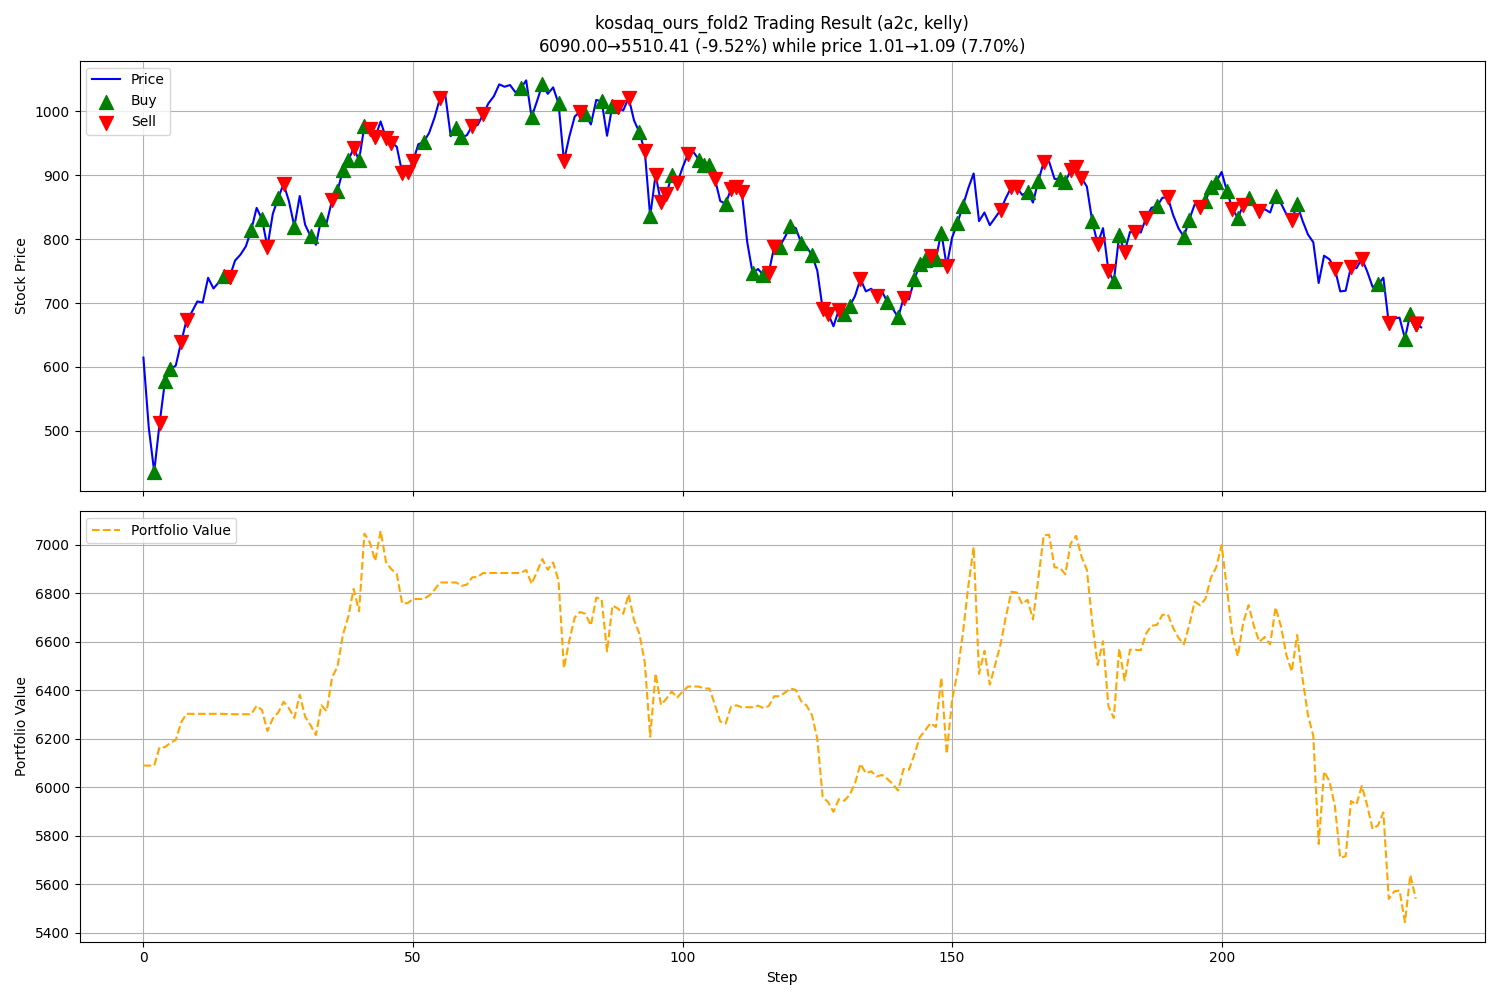 kosdaq_ours_fold2 Trading Result (a2c, kelly)
6090.00→5510.41 (-9.52%) while price 1.01→1.09 (7.70%)
Price
Buy
Sell
Stock Price
1000
900
800
700
600
500
Portfolio Value
Portfolio Value
7000
6800
6600
6400
6200
6000
5800
5600
5400
0
50
100
150
200
Step